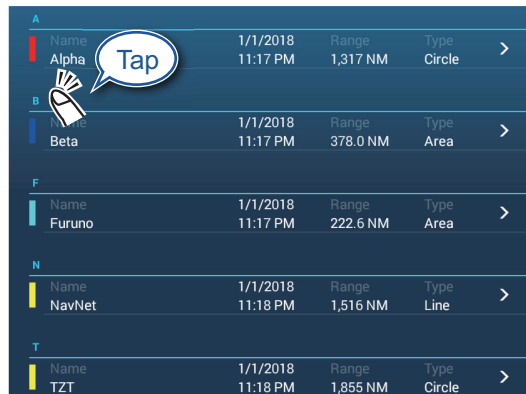 A
Name 1/1/2018 Range Type
Alpha 11:17 PM 1,317 NM Circle
Tap
B
Name 1/1/2018 Range Type
Beta 11:17 PM 378.0 NM Area
F
Name 1/1/2018 Range Type
Furuno 11:17 PM 222.6 NM Area
N
Name 1/1/2018 Range Type
NavNet 11:18 PM 1,516 NM Line
T
Name 1/1/2018 Range Type
TZT 11:18 PM 1,855 NM Circle